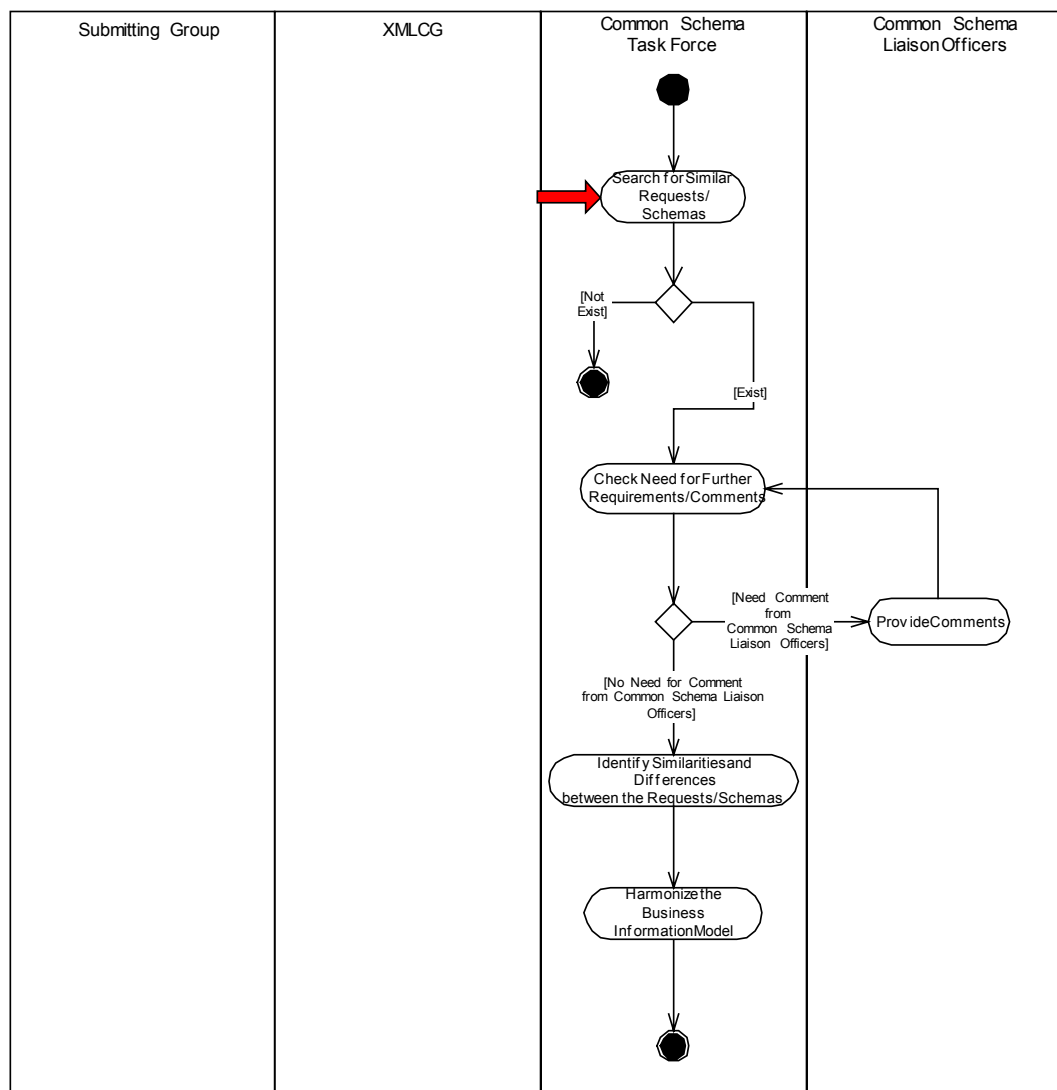 Submitting Group
XMLCG
Common Schema
Task Force
Common Schema
Liaison Officers
Search for Similar
Requests/
Schemas
[Not
Exist]
[Exist]
Check Need for Further
Requirements/Comments
[Need Comment
from
Common Schema
Liaison Officers]
Provide Comments
[No Need for Comment
from Common Schema Liaison
Officers]
Identify Similarities and
Differences
between the Requests/Schemas
Harmonize the
Business
Information Model